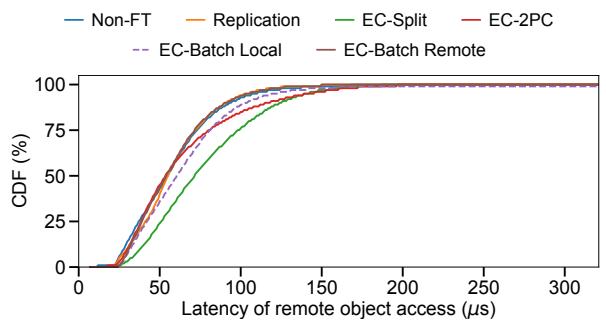 Non-FT Replication EC-Split EC-2PC
EC-Batch Local EC-Batch Remote
100
75
50
25
0
CDF (%)
0 50 100 150 200 250 300
Latency of remote object access (μs)